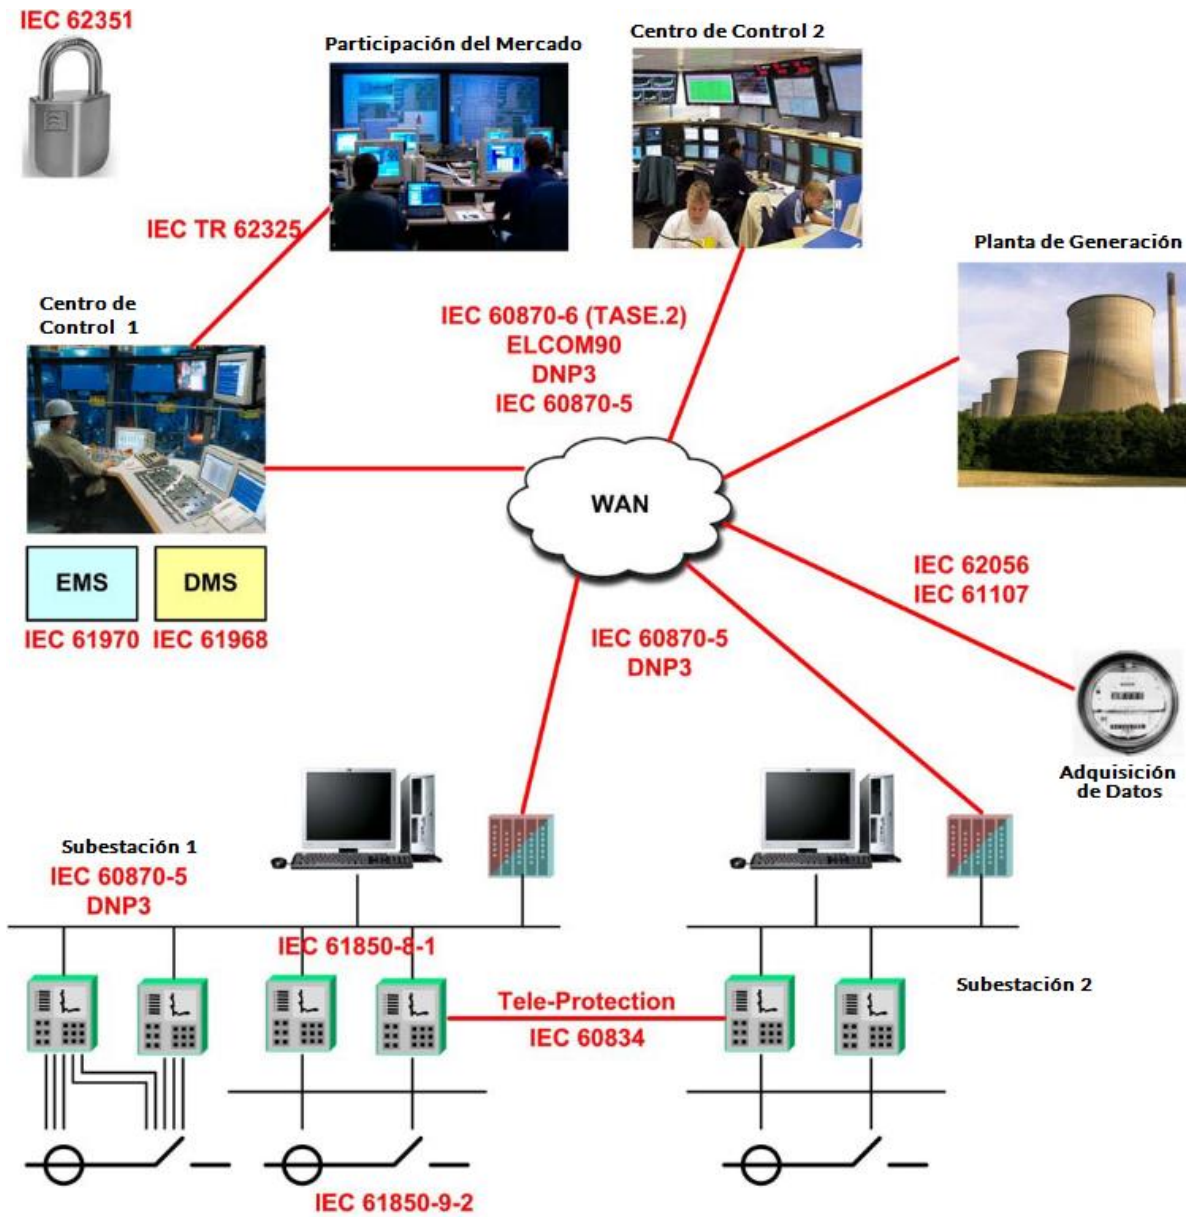 IEC 62351
Participación del Mercado
Centro de Control 2
IEC TR 62325
Planta de Generación
Centro de
Control 1
IEC 60870-6 (TASE.2)
ELCOM90
DNP3
IEC 60870-5
WAN
EMS
DMS
IEC 61970
IEC 61968
IEC 62056
IEC 61107
IEC 60870-5
DNP3
Adquisición
de Datos
Subestación 1
IEC 60870-5
DNP3
IEC 61850-8-1
Subestación 2
Tele-Protection
IEC 60834
IEC 61850-9-2